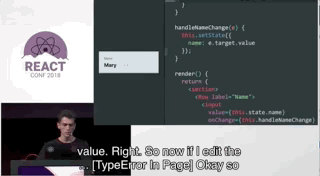 REACT
CONF 2018
Name
Mary
}
}
handleNameChange(e) {
this.setState({
name: e.target.value
});
}
render() {
return (
<section>
<Row label="Name">
<input
value={this.state.name}
onChange={this.handleNameChange}
value. Right. So now if I edit the
... [TypeError In Page] Okay so